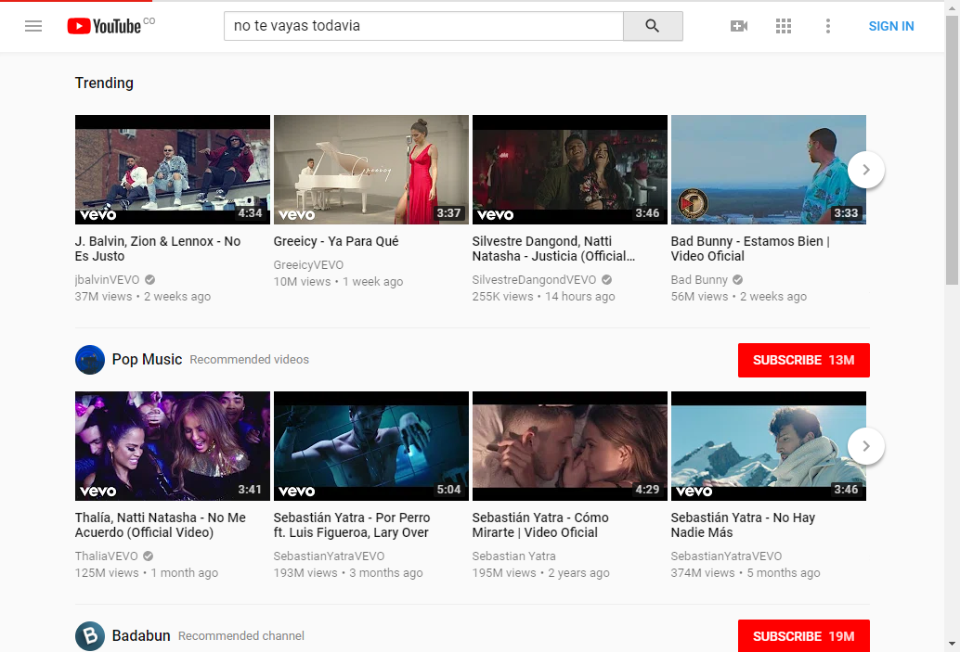 YouTube CO
no te vayas todavia
SIGN IN
Trending
vevo 4:34
vevo 3:37
vevo 3:46
3:33
J. Balvin, Zion & Lennox - No Es Justo
jbalvinVEVO
37M views • 2 weeks ago
Greeicy - Ya Para Qué
GreeicyVEVO
10M views • 1 week ago
Silvestre Dangond, Natti Natasha - Justicia (Official...
SilvestreDangondVEVO
255K views • 14 hours ago
Bad Bunny - Estamos Bien | Video Oficial
Bad Bunny
56M views • 2 weeks ago
Pop Music Recommended videos
SUBSCRIBE 13M
vevo 3:41
vevo 5:04
4:29
vevo 3:46
Thalía, Natti Natasha - No Me Acuerdo (Official Video)
ThaliaVEVO
125M views • 1 month ago
Sebastián Yatra - Por Perro ft. Luis Figueroa, Lary Over
SebastianYatraVEVO
193M views • 3 months ago
Sebastián Yatra - Cómo Mirarte | Video Oficial
Sebastian Yatra
195M views • 2 years ago
Sebastián Yatra - No Hay Nadie Más
SebastianYatraVEVO
374M views • 5 months ago
B Badabun Recommended channel
SUBSCRIBE 19M